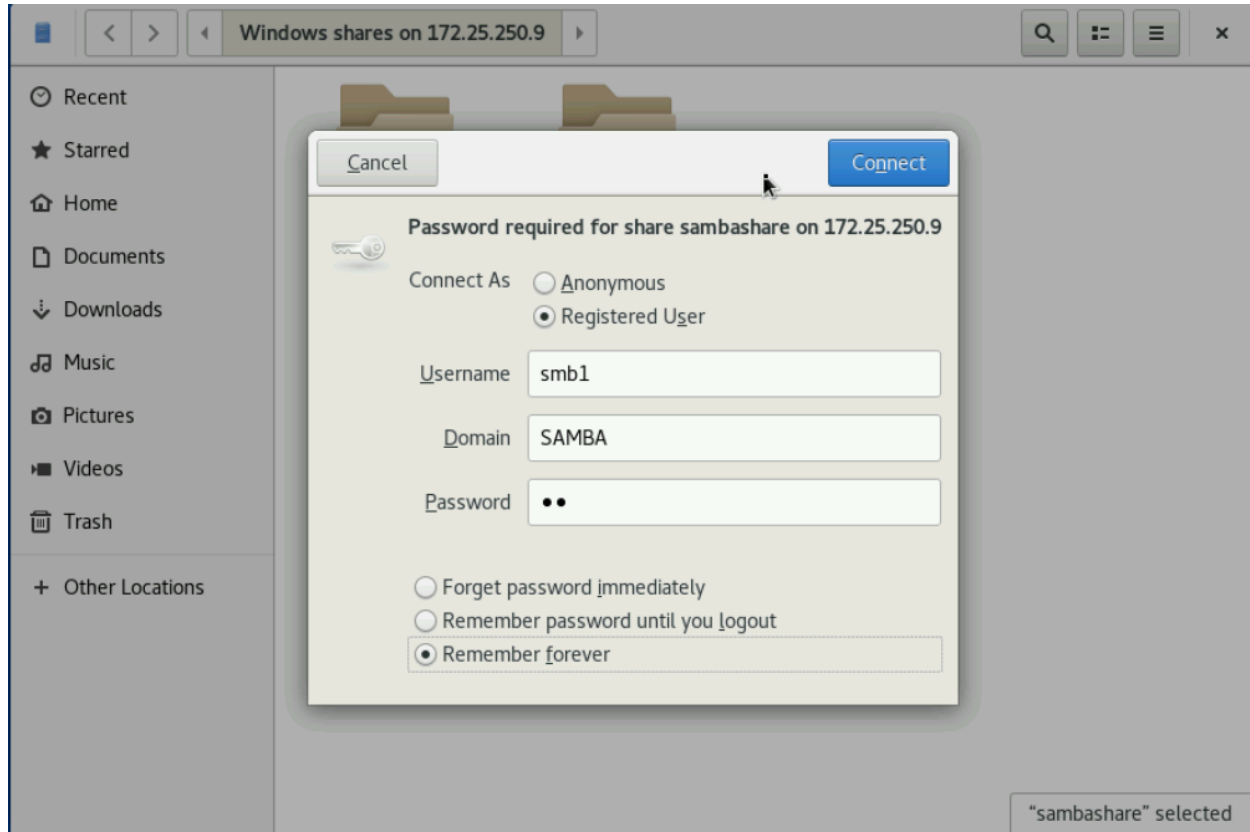 Windows shares on 172.25.250.9
Recent
Starred
Home
Documents
Downloads
Music
Pictures
Videos
Trash
+ Other Locations
Cancel
Connect
Password required for share sambashare on 172.25.250.9
Connect As
Anonymous
Registered User
Username smb1
Domain SAMBA
Password ●●
Forget password immediately
Remember password until you logout
Remember forever
“sambashare” selected